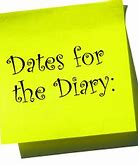 Dates for
the Diary: